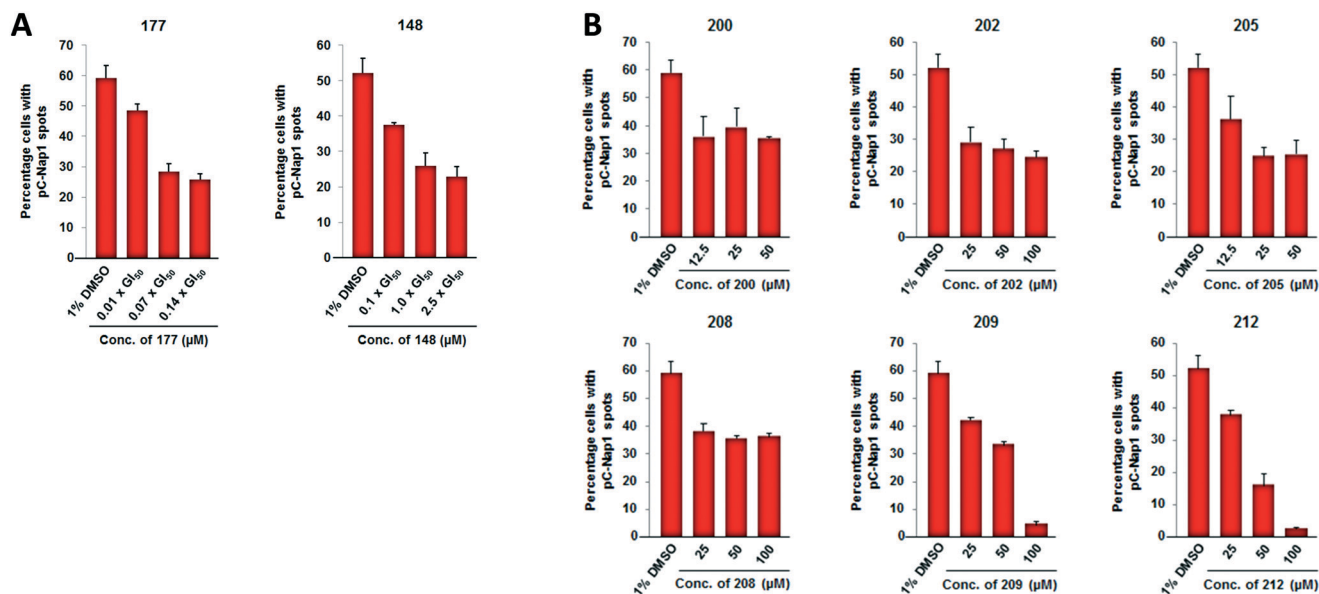 A
177
Percentage cells with
pC-Nap1 spots
70
60
50
40
30
20
10
0
1% DMSO
0.01 x GI₅₀
0.07 x GI₅₀
0.14 x GI₅₀
Conc. of 177 (µM)
148
Percentage cells with
pC-Nap1 spots
60
50
40
30
20
10
0
1% DMSO
0.1 x GI₅₀
1.0 x GI₅₀
2.5 x GI₅₀
Conc. of 148 (µM)
B
200
Percentage cells with
pC-Nap1 spots
70
60
50
40
30
20
10
0
1% DMSO
12.5
25
50
Conc. of 200 (µM)
202
Percentage cells with
pC-Nap1 spots
60
50
40
30
20
10
0
1% DMSO
25
50
100
Conc. of 202 (µM)
205
Percentage cells with
pC-Nap1 spots
60
50
40
30
20
10
0
1% DMSO
12.5
25
50
Conc. of 205 (µM)
208
Percentage cells with
pC-Nap1 spots
70
60
50
40
30
20
10
0
1% DMSO
25
50
100
Conc. of 208 (µM)
209
Percentage cells with
pC-Nap1 spots
70
60
50
40
30
20
10
0
1% DMSO
25
50
100
Conc. of 209 (µM)
212
Percentage cells with
pC-Nap1 spots
60
50
40
30
20
10
0
1% DMSO
25
50
100
Conc. of 212 (µM)